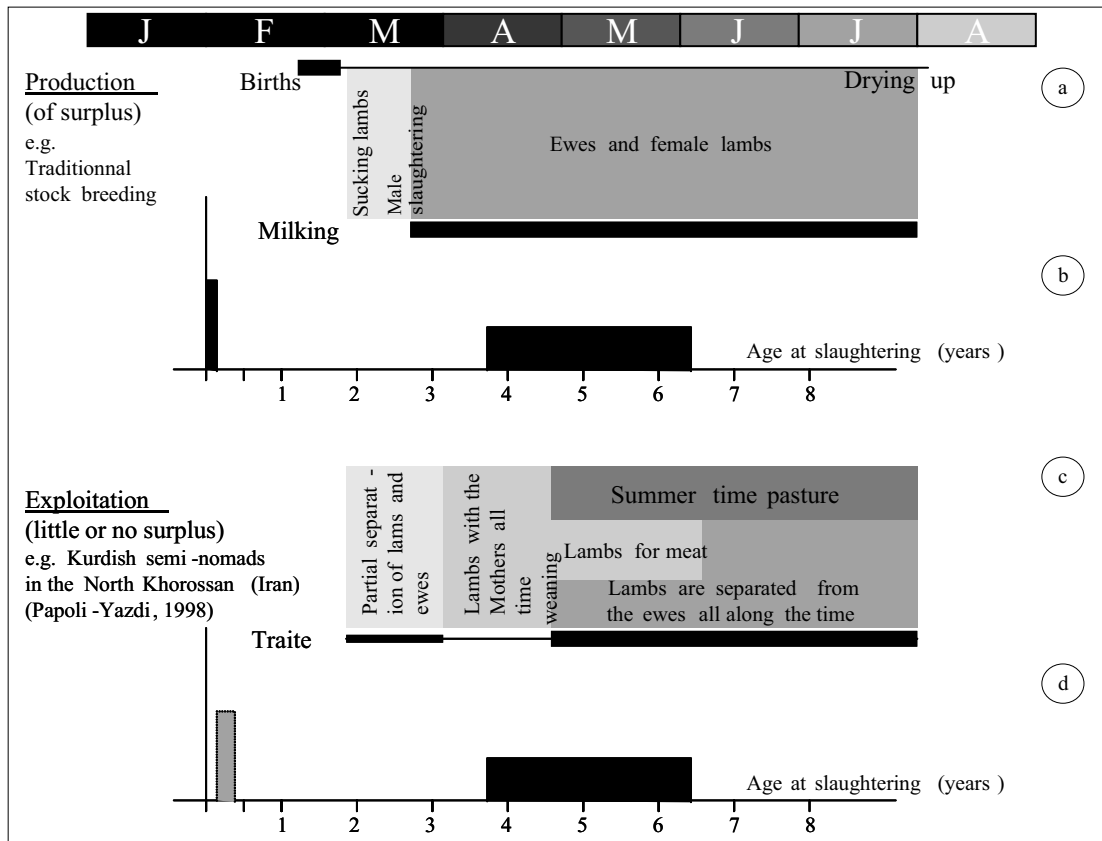 J F M A M J J A
Production
(of surplus)
e.g.
Traditionnal
stock breeding
Births
Drying up
a
Sucking lambs
Male
slaughtering
Ewes and female lambs
Milking
b
Age at slaughtering (years )
1 2 3 4 5 6 7 8
Exploitation
(little or no surplus)
e.g. Kurdish semi -nomads
in the North Khorossan (Iran)
(Papoli -Yazdi, 1998)
c
Partial separat -
ion of lams and
ewes
Lambs with the
Mothers all
time
weaning
Summer time pasture
Lambs for meat
Lambs are separated from
the ewes all along the time
Traite
d
Age at slaughtering (years )
1 2 3 4 5 6 7 8